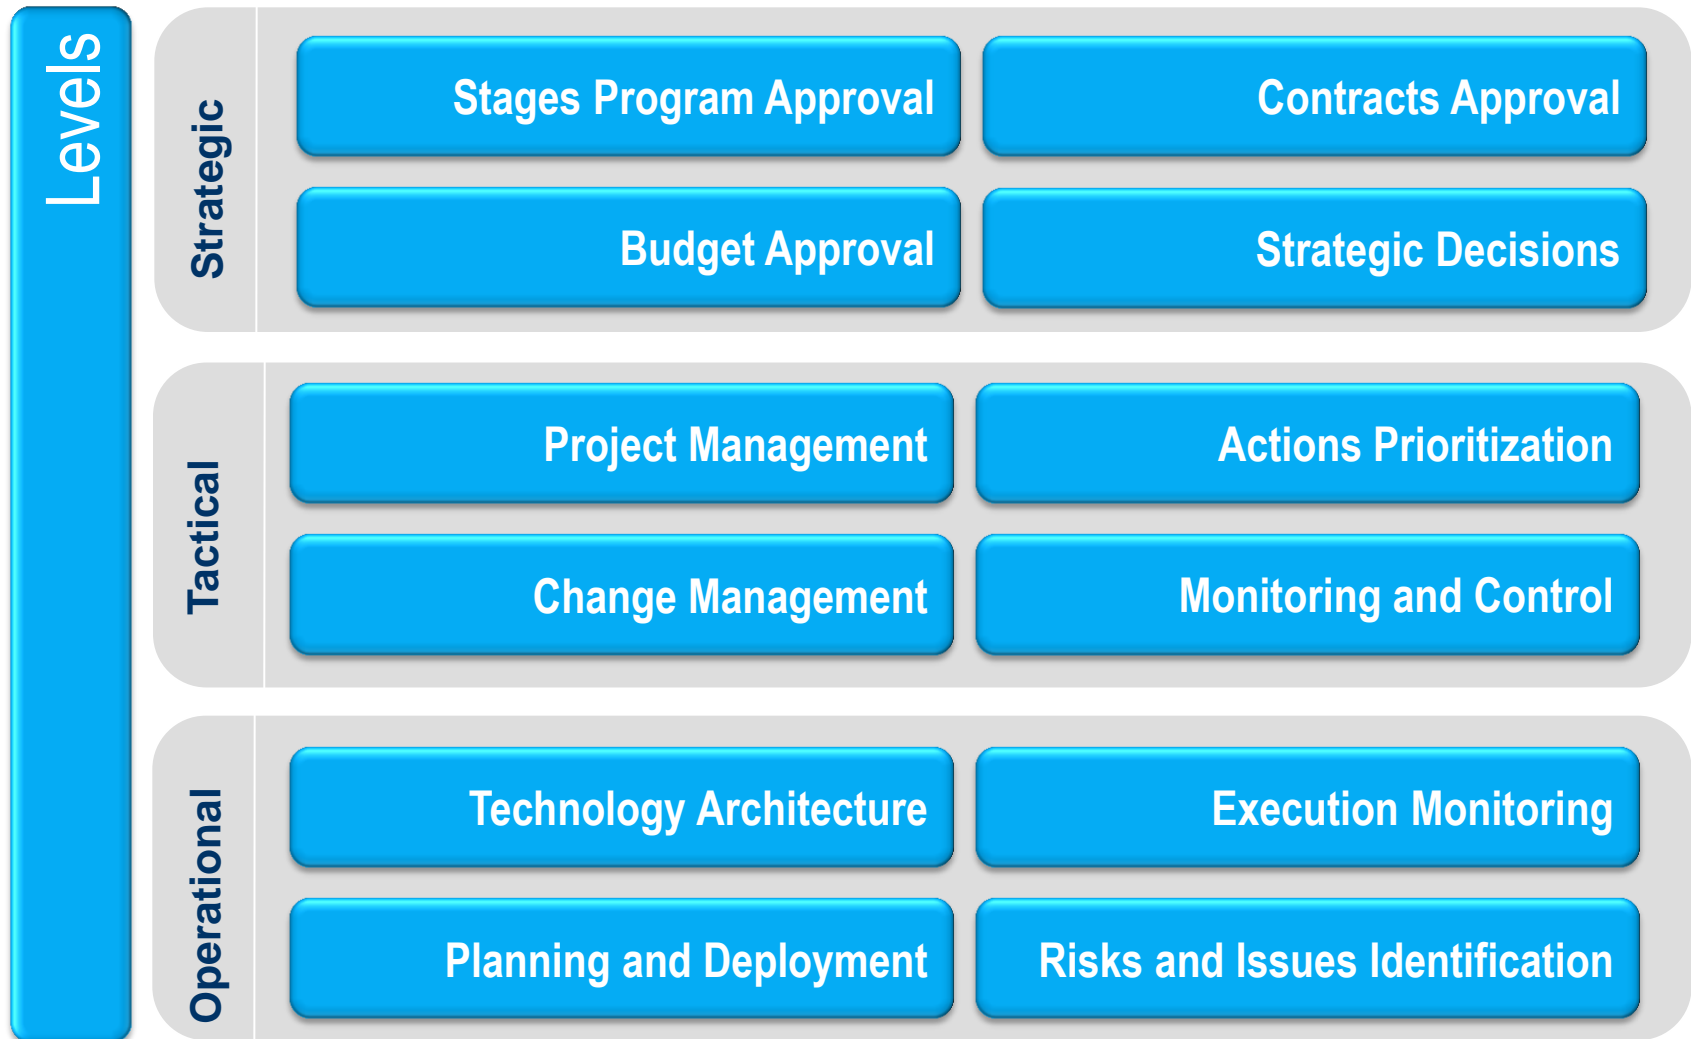 Levels
Strategic
Stages Program Approval
Contracts Approval
Budget Approval
Strategic Decisions
Tactical
Project Management
Actions Prioritization
Change Management
Monitoring and Control
Operational
Technology Architecture
Execution Monitoring
Planning and Deployment
Risks and Issues Identification